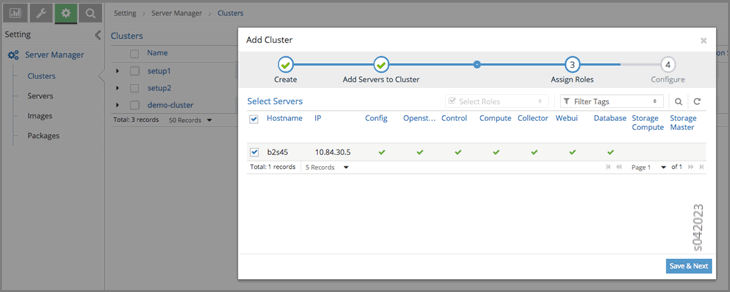 Setting > Server Manager > Clusters
Setting
Server Manager
Clusters
Servers
Images
Packages
Clusters
Name
setup1
setup2
demo-cluster
Total: 3 records 50 Records
Add Cluster
Create
Add Servers to Cluster
3
Assign Roles
4
Configure
Select Servers
Select Roles
Filter Tags
Hostname IP Config Openst... Control Compute Collector Webui Database Storage Compute Storage Master
b2s45 10.84.30.5
Total: 1 records 5 Records
Page 1 of 1
s042023
Save & Next